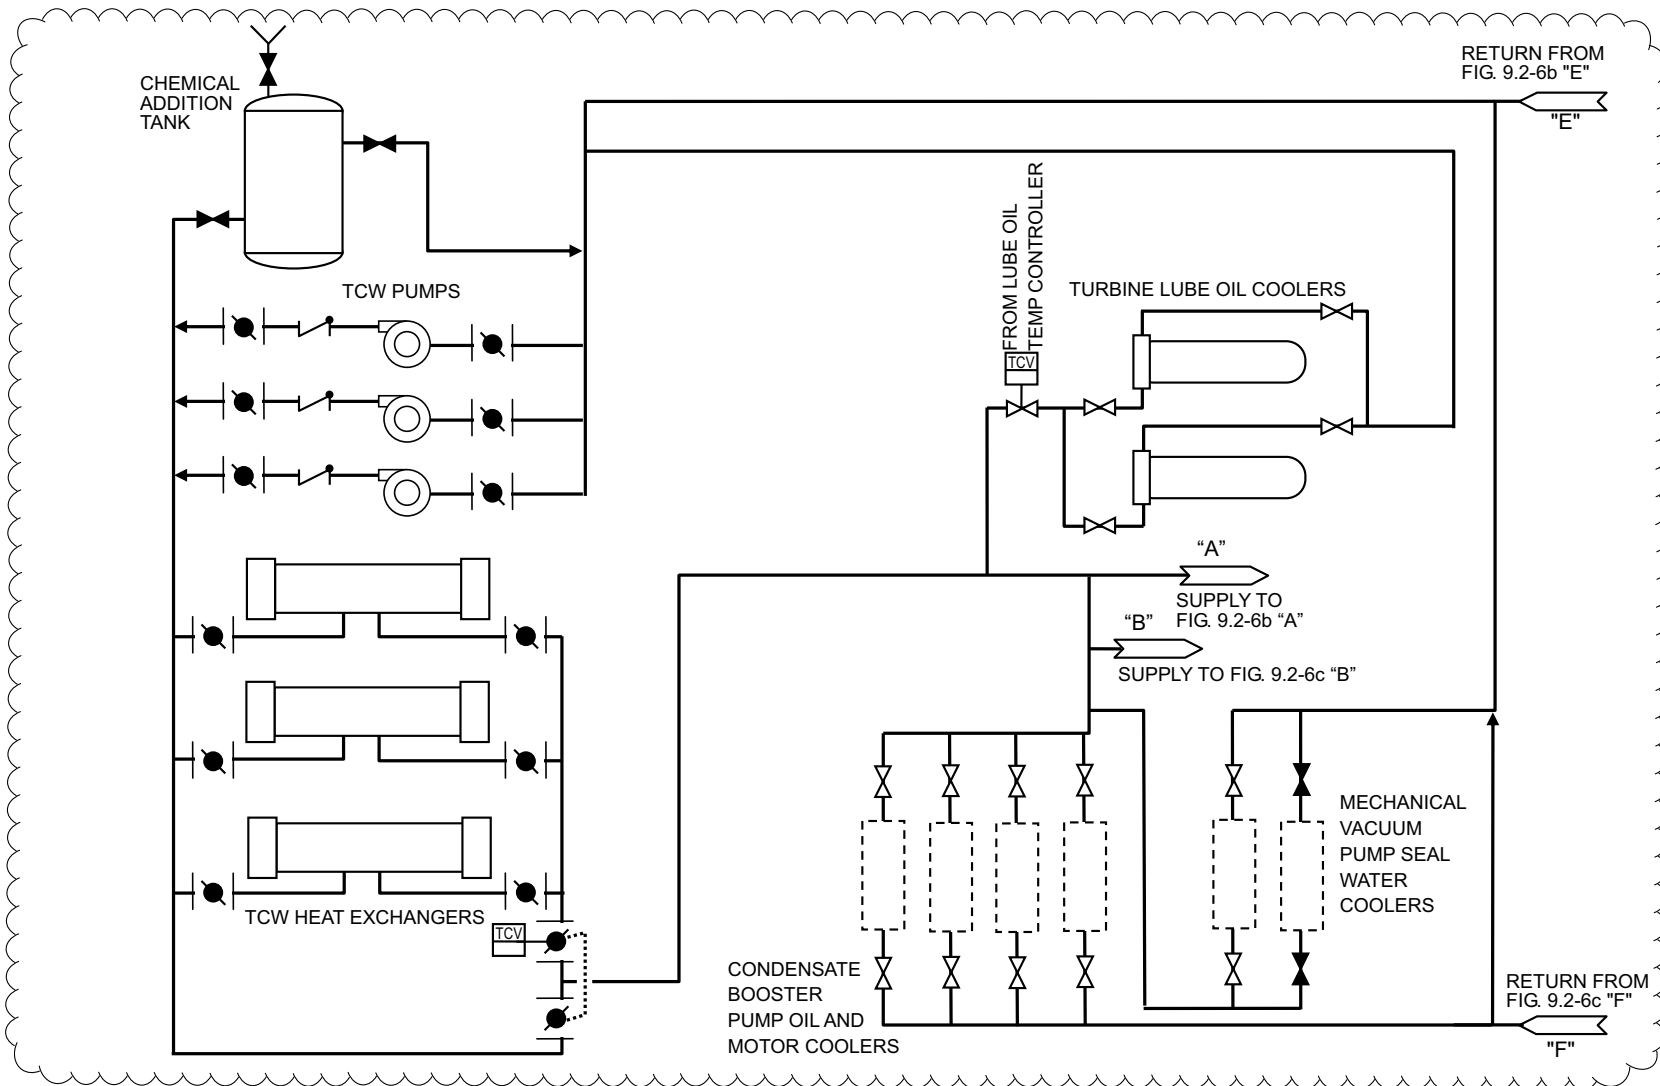 RETURN FROM
FIG. 9.2-6b "E"
"E"
CHEMICAL
ADDITION
TANK
FROM LUBE OIL
TEMP CONTROLLER
TCW PUMPS
TURBINE LUBE OIL COOLERS
TCV
“A”
SUPPLY TO
FIG. 9.2-6b “A”
“B”
SUPPLY TO FIG. 9.2-6c “B”
MECHANICAL
VACUUM
PUMP SEAL
WATER
COOLERS
TCW HEAT EXCHANGERS
TCV
CONDENSATE
BOOSTER
PUMP OIL AND
MOTOR COOLERS
RETURN FROM
FIG. 9.2-6c "F"
"F"